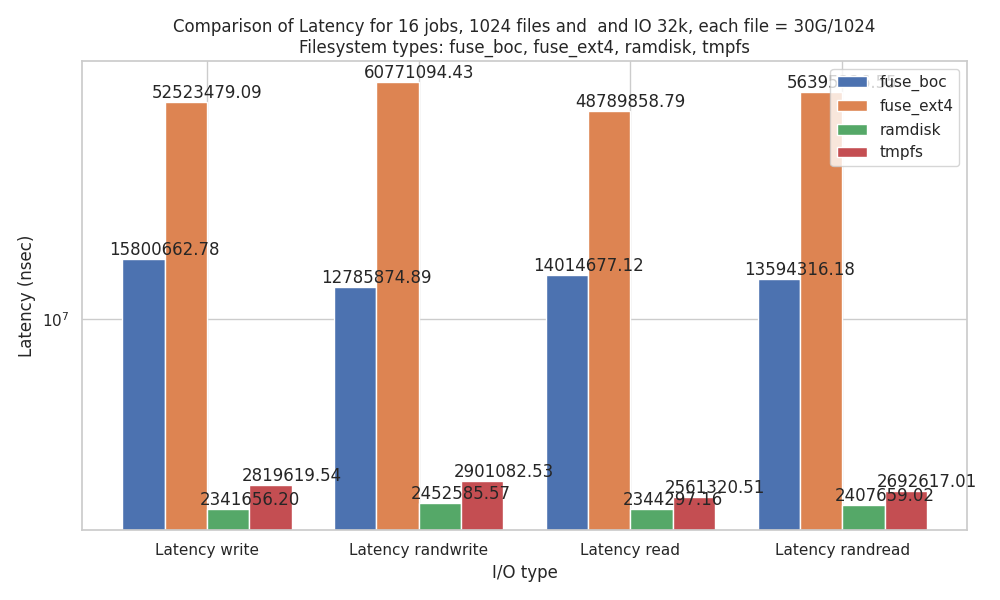 Comparison of Latency for 16 jobs, 1024 files and  and IO 32k, each file = 30G/1024
Filesystem types: fuse_boc, fuse_ext4, ramdisk, tmpfs
60771094.43
52523479.09
48789858.79
fuse_boc
fuse_ext4
ramdisk
tmpfs
15800662.78
12785874.89
14014677.12
13594316.18
10⁷
Latency (nsec)
2819619.54
2901082.53
2561320.51
2692617.01
2341656.20
2452585.57
2344297.16
2407659.02
Latency write
Latency randwrite
Latency read
Latency randread
I/O type